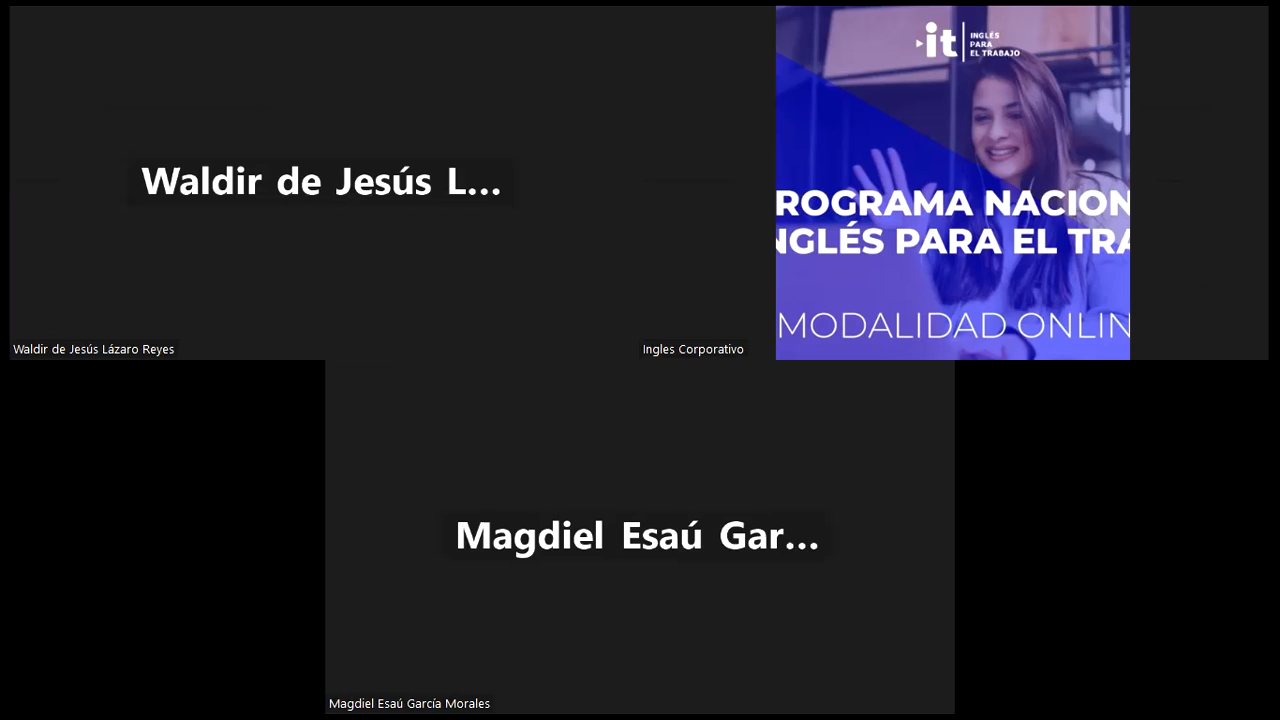 Waldir de Jesús L...
Waldir de Jesús Lázaro Reyes
it
INGLÉS
PARA
EL TRABAJO
ROGRAMA NACION
NGLÉS PARA EL TRA
MODALIDAD ONLIN
Ingles Corporativo
Magdiel Esaú Gar...
Magdiel Esaú García Morales